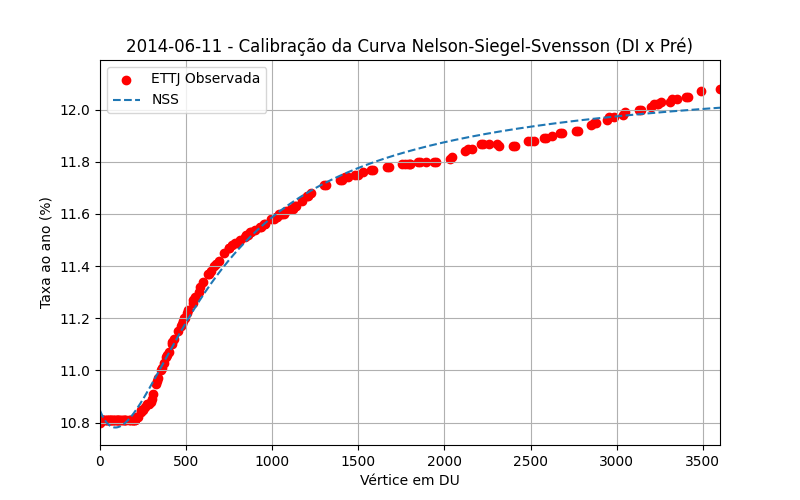 2014-06-11 - Calibração da Curva Nelson-Siegel-Svensson (DI x Pré)
ETTJ Observada
NSS
Taxa ao ano (%)
12.0
11.8
11.6
11.4
11.2
11.0
10.8
0 500 1000 1500 2000 2500 3000 3500
Vértice em DU